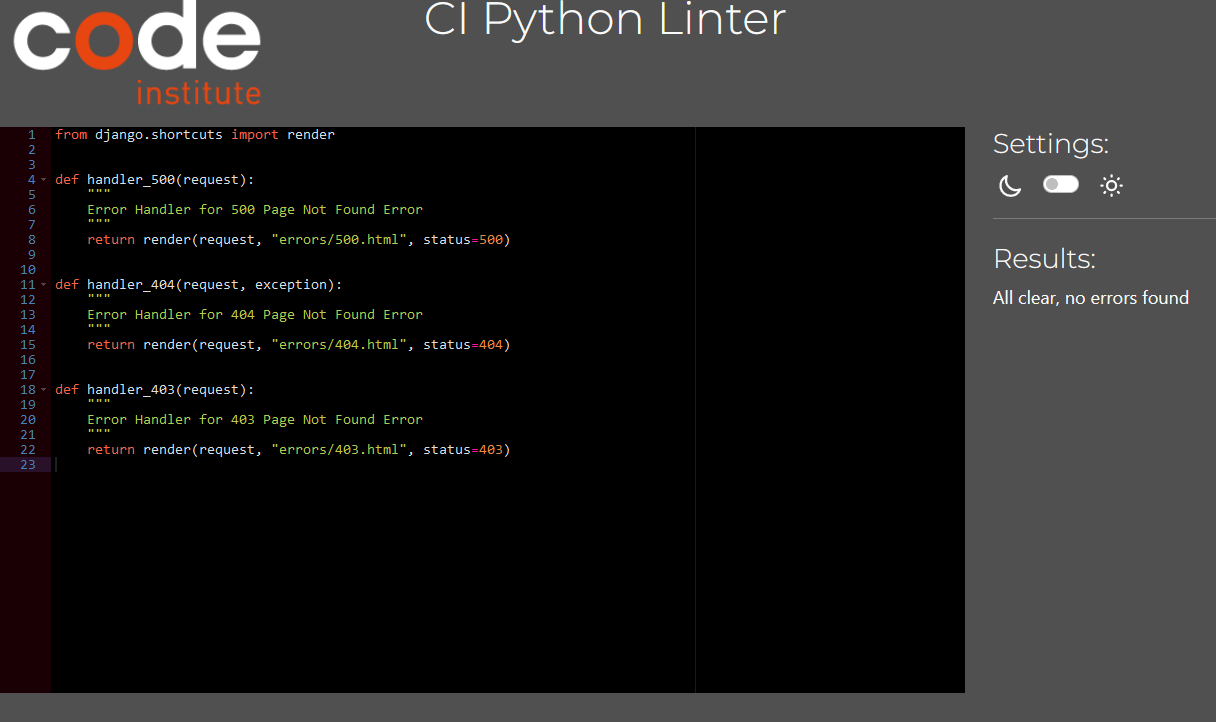 code
institute
CI Python Linter
1 from django.shortcuts import render
2
3
4 def handler_500(request):
5     """
6     Error Handler for 500 Page Not Found Error
7     """
8     return render(request, "errors/500.html", status=500)
9
10
11 def handler_404(request, exception):
12     """
13     Error Handler for 404 Page Not Found Error
14     """
15     return render(request, "errors/404.html", status=404)
16
17
18 def handler_403(request):
19     """
20     Error Handler for 403 Page Not Found Error
21     """
22     return render(request, "errors/403.html", status=403)
23
Settings:
Results:
All clear, no errors found